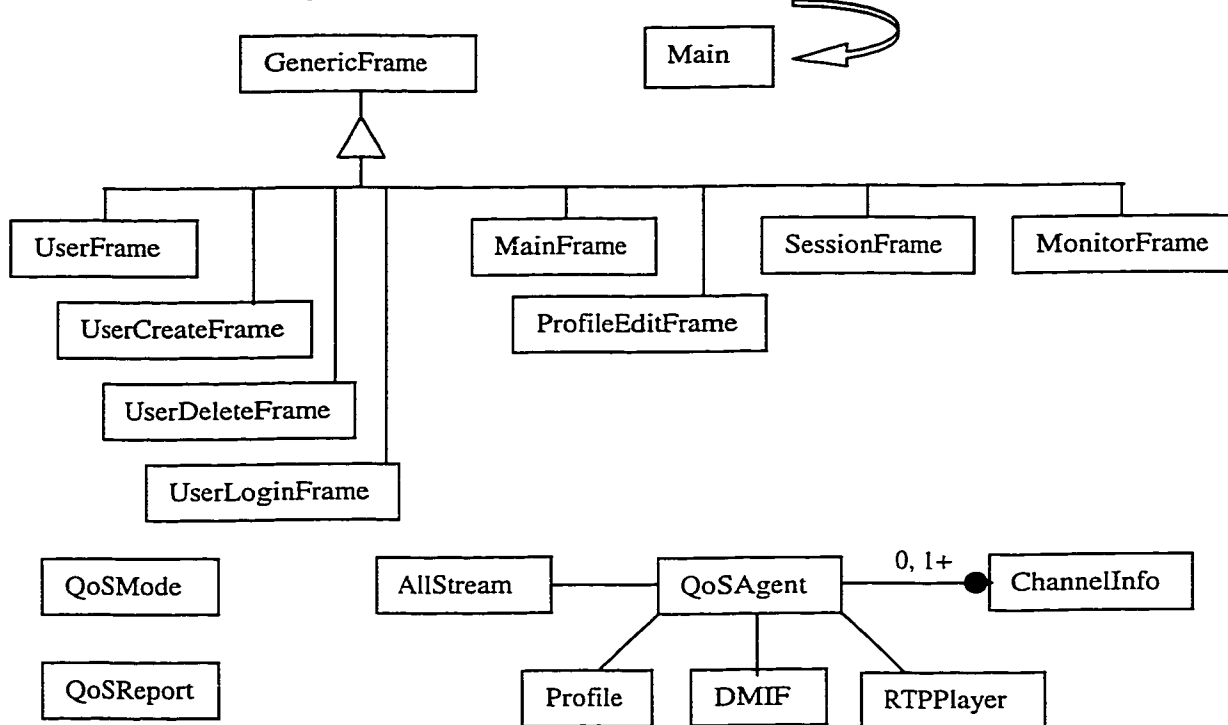 GenericFrame
Main
UserFrame
MainFrame
SessionFrame
MonitorFrame
UserCreateFrame
ProfileEditFrame
UserDeleteFrame
UserLoginFrame
QoSMode
AllStream
QoSAgent
0, 1+
ChannelInfo
QoSReport
Profile
DMIF
RTPPlayer